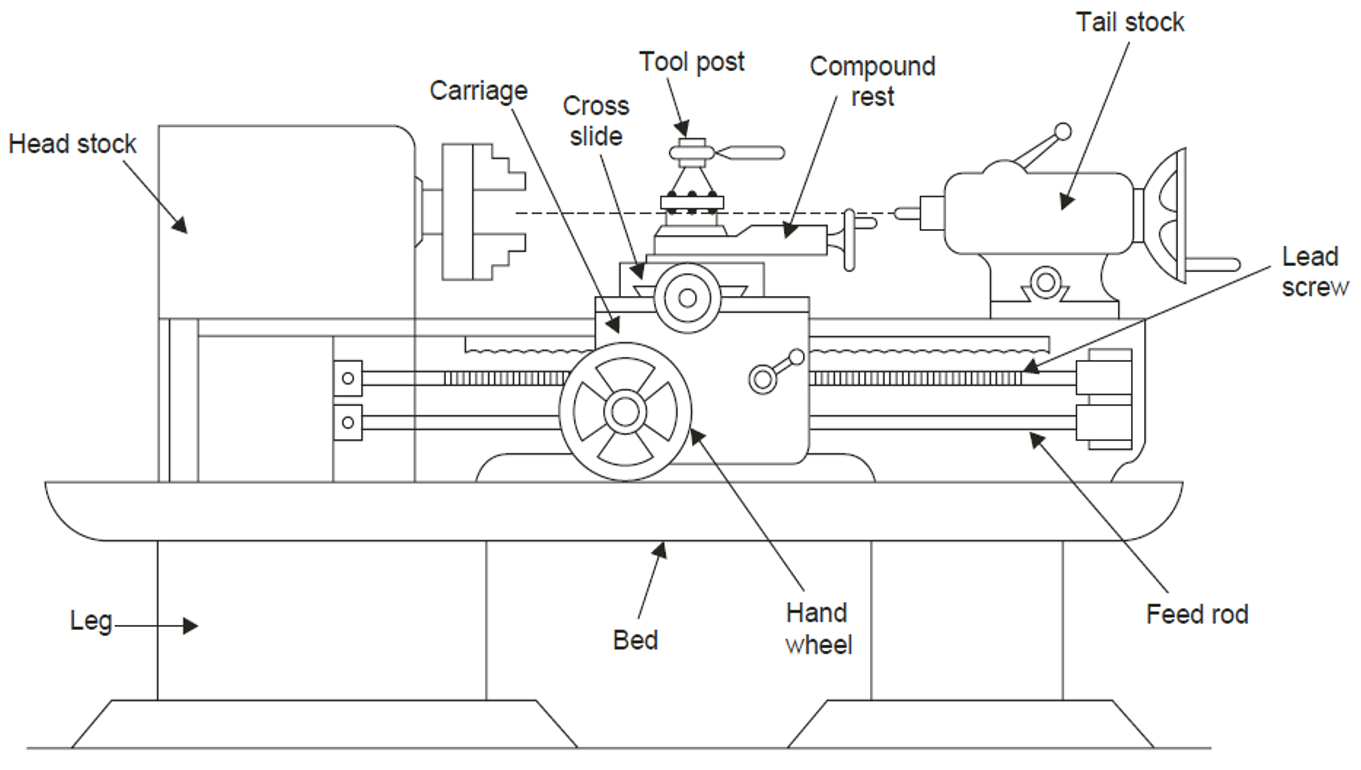 Tail stock
Tool post
Compound
rest
Carriage
Cross
slide
Head stock
Lead
screw
Hand
wheel
Feed rod
Leg
Bed